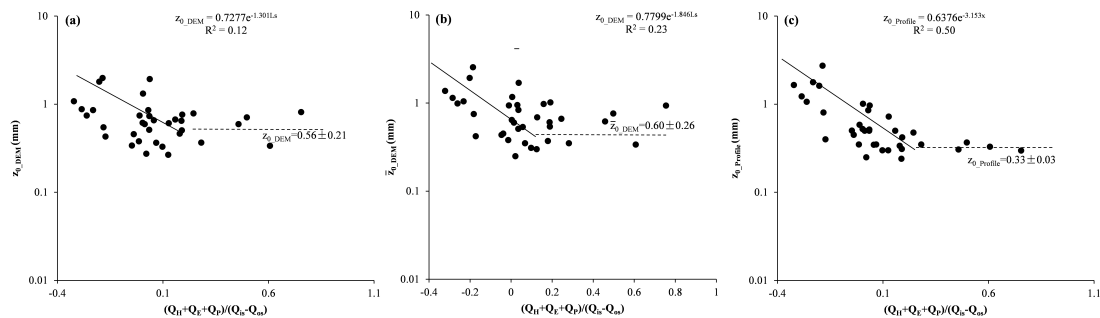 (a)
z0_DEM = 0.7277e-1.301Ls
R2 = 0.12
10
1
0.1
0.01
z0_DEM (mm)
z0_DEM=0.56±0.21
-0.4
0.1
0.6
1.1
(QH+QE+QP)/(Qis-Qos)
(b)
z0_DEM = 0.7799e-1.846Ls
R2 = 0.23
10
1
0.1
0.01
z̄0_DEM (mm)
z̄0_DEM=0.60±0.26
-0.4
-0.2
0
0.2
0.4
0.6
0.8
1
(QH+QE+QP)/(Qis-Qos)
(c)
z0_Profile = 0.6376e-3.153x
R2 = 0.50
10
1
0.1
0.01
z0_Profile (mm)
z0_Profile=0.33±0.03
-0.4
0.1
0.6
1.1
(QH+QE+QP)/(Qis-Qos)